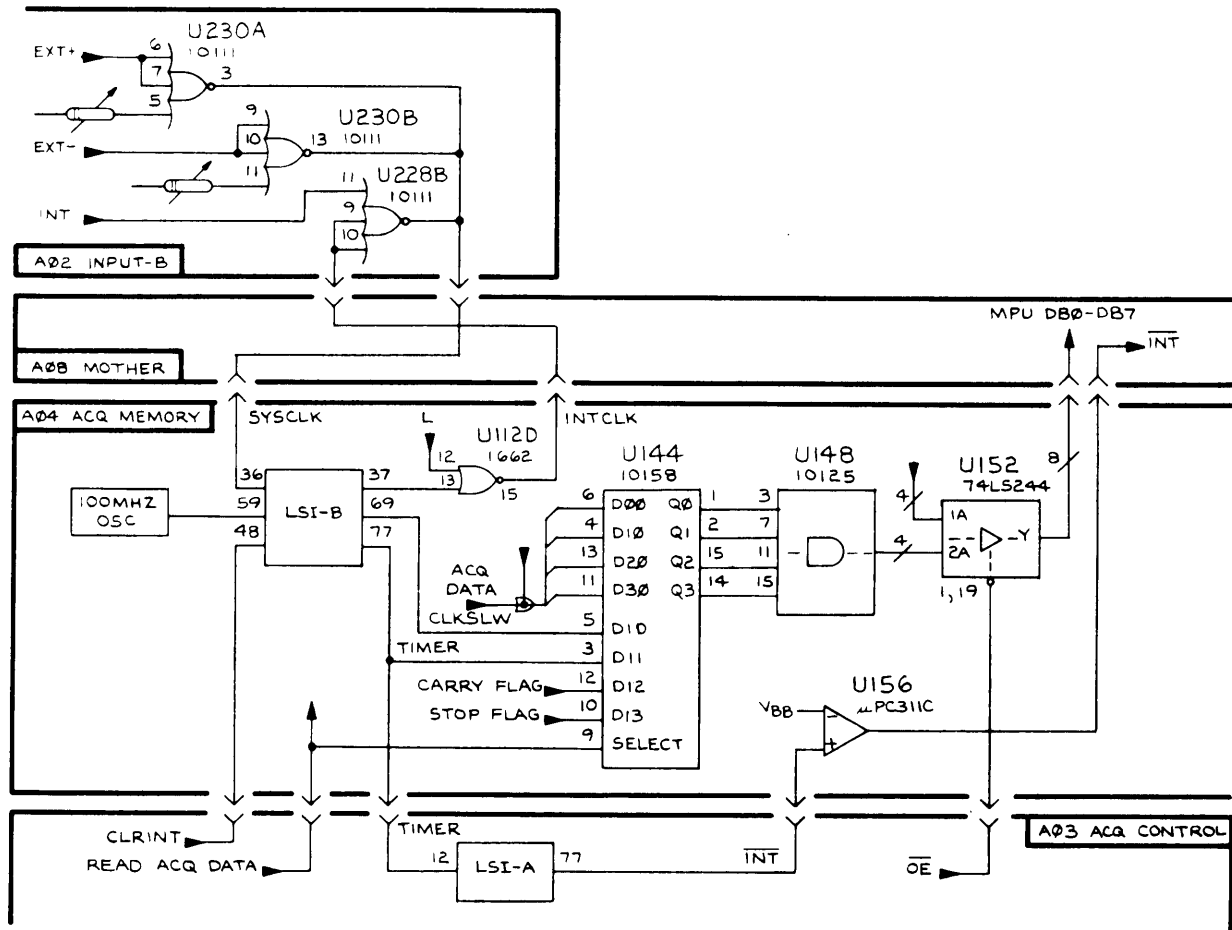 U230A
10111
EXT+
6
7
5
3
U230B
10111
EXT-
9
10
11
13
U228B
10111
INT
11
9
10
A02 INPUT-B
A08 MOTHER
MPU DB0-DB7
INT
A04 ACQ MEMORY
SYSCLK
INTCLK
L
U112D
1662
12
13
15
100MHZ
OSC
36
59
48
LSI-B
37
69
77
U144
10158
6 D00 Q0 1
4 D10 Q1 2
13 D20 Q2 15
11 D30 Q3 14
5 D1D
3 D11
12 D12
10 D13
9 SELECT
ACQ
DATA
CLKSLW
TIMER
CARRY FLAG
STOP FLAG
U148
10125
3
7
11
15
4
U152
74LS244
4
1A
2A
Y
1, 19
8
U156
μPC311C
VBB
-
+
CLRINT
READ ACQ DATA
TIMER
12
LSI-A
77
INT
OE
A03 ACQ CONTROL